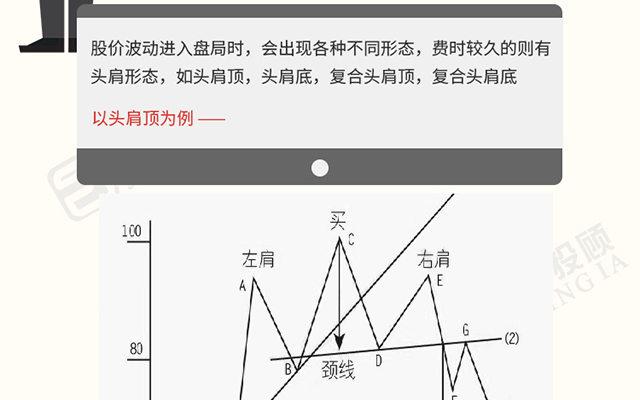 股价波动进入盘局时，会出现各种不同形态，费时较久的则有
头肩形态，如头肩顶，头肩底，复合头肩顶，复合头肩底
以头肩顶为例 ——
买
100
C
左肩
右肩
A
E
G
(2)
80
B
D
颈线
投顾